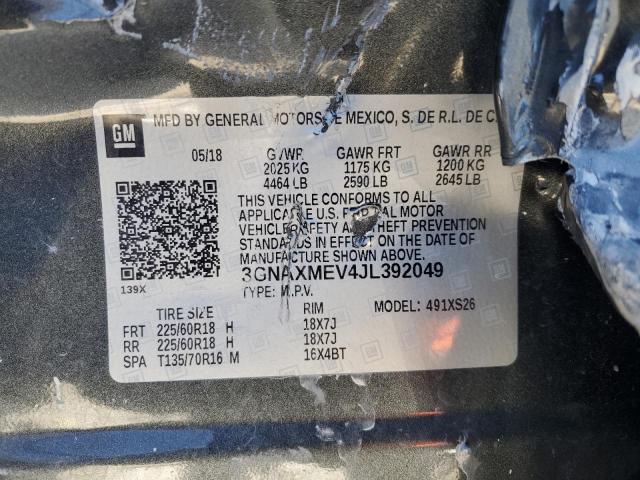 GM
MFD BY GENERAL MOTORS E MEXICO, S. DE R.L. DE C.
05/18 GVWR GAWR FRT GAWR RR
2025 KG 1175 KG 1200 KG
4464 LB 2590 LB 2645 LB
THIS VEHICLE CONFORMS TO ALL
APPLICABLE U.S. FEDERAL MOTOR
VEHICLE SAFETY AND THEFT PREVENTION
STANDARDS IN EFFECT ON THE DATE OF
MANUFACTURE SHOWN ABOVE.
3GNAXMEV4JL392049
139X TYPE: M.P.V.
TIRE SIZE RIM MODEL: 491XS26
FRT 225/60R18 H 18X7J
RR 225/60R18 H 18X7J
SPA T135/70R16 M 16X4BT